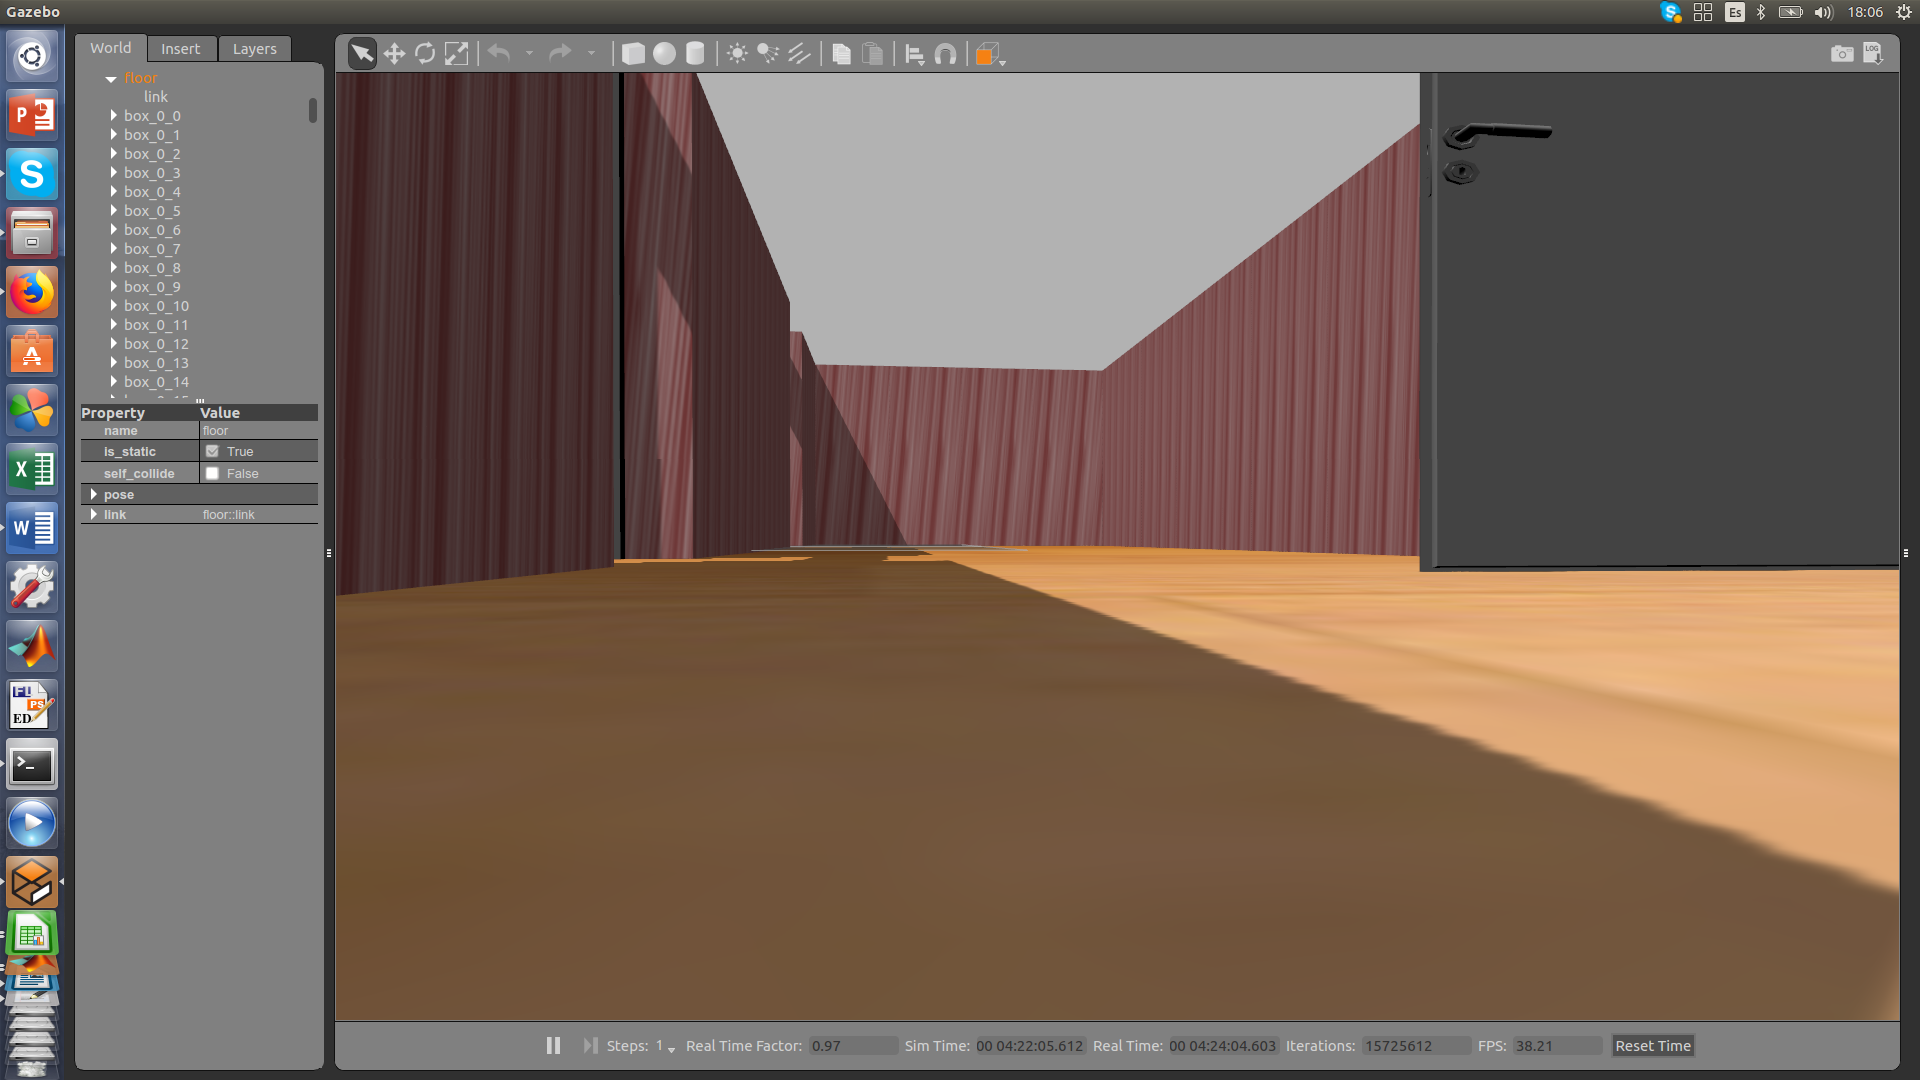 Gazebo
Es
18:06
World
Insert
Layers
LOG
floor
link
box_0_0
box_0_1
box_0_2
box_0_3
box_0_4
box_0_5
box_0_6
box_0_7
box_0_8
box_0_9
box_0_10
box_0_11
box_0_12
box_0_13
box_0_14
Property Value
name floor
is_static True
self_collide False
pose
link floor::link
Steps: 1 Real Time Factor: 0.97 Sim Time: 00 04:22:05.612 Real Time: 00 04:24:04.603 Iterations: 15725612 FPS: 38.21 Reset Time